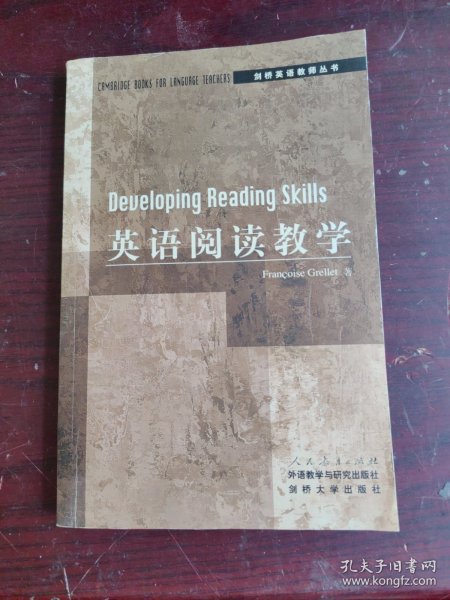 CAMBRIDGE BOOKS FOR LANGUAGE TEACHERS 剑桥英语教师丛书
Developing Reading Skills
英语阅读教学
Françoise Grellet 著
人民教育出版社
外语教学与研究出版社
剑桥大学出版社
孔夫子旧书网
www.kongfz.com